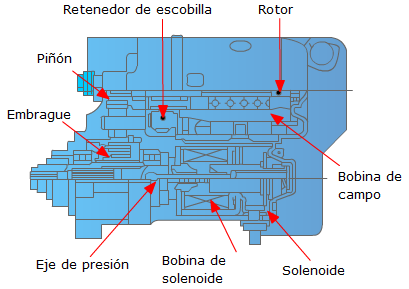 Retenedor de escobilla
Rotor
Piñón
Embrague
Bobina de
campo
Eje de presión
Bobina de
solenoide
Solenoide